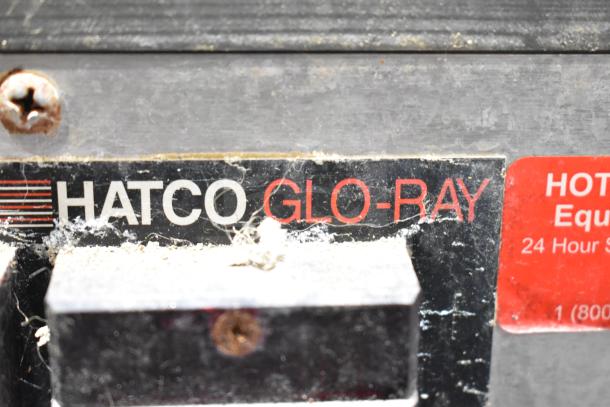 HATCO GLO-RAY
HOT
Equ
24 Hour S
1 (800